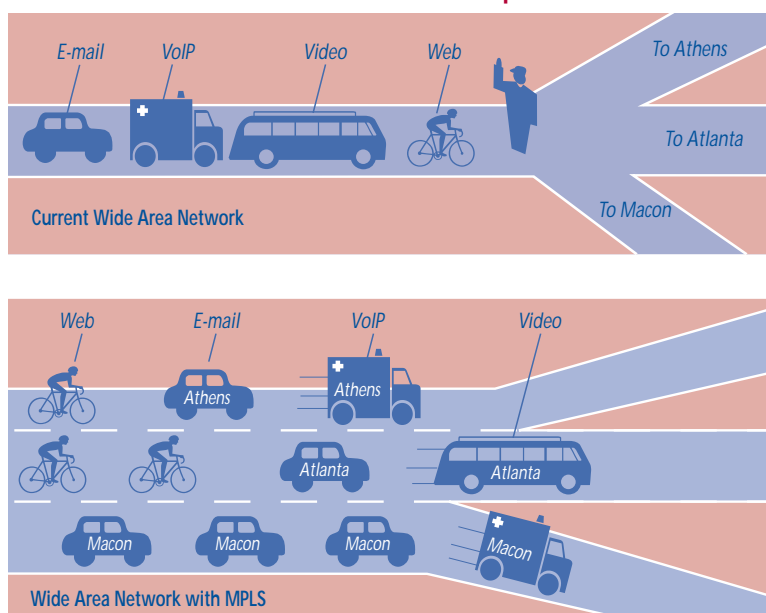 E-mail VoIP Video Web
To Athens
To Atlanta
To Macon
Current Wide Area Network
Web E-mail VoIP Video
Athens Athens
Atlanta Atlanta
Macon Macon Macon Macon
Wide Area Network with MPLS